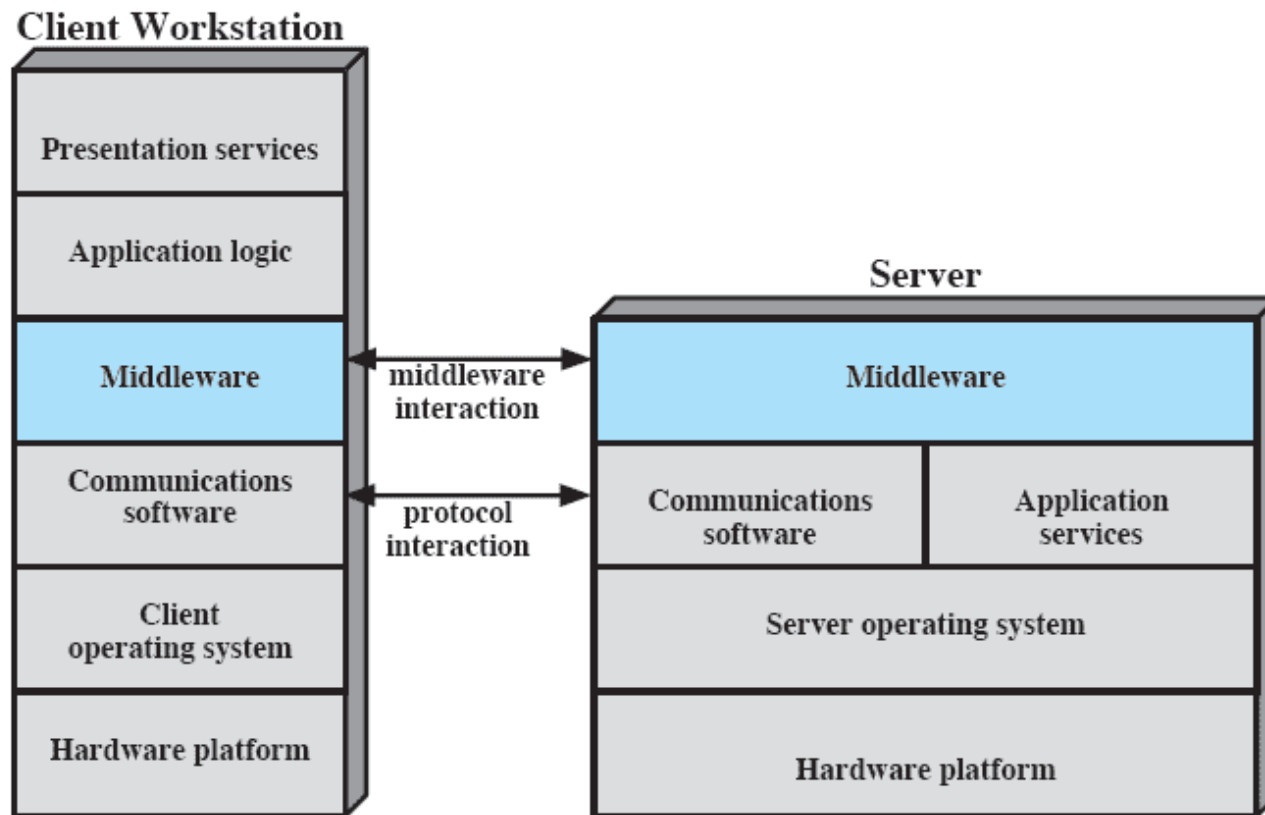 Client Workstation
Presentation services
Application logic
Middleware
Communications
software
Client
operating system
Hardware platform
middleware
interaction
protocol
interaction
Server
Middleware
Communications
software
Application
services
Server operating system
Hardware platform